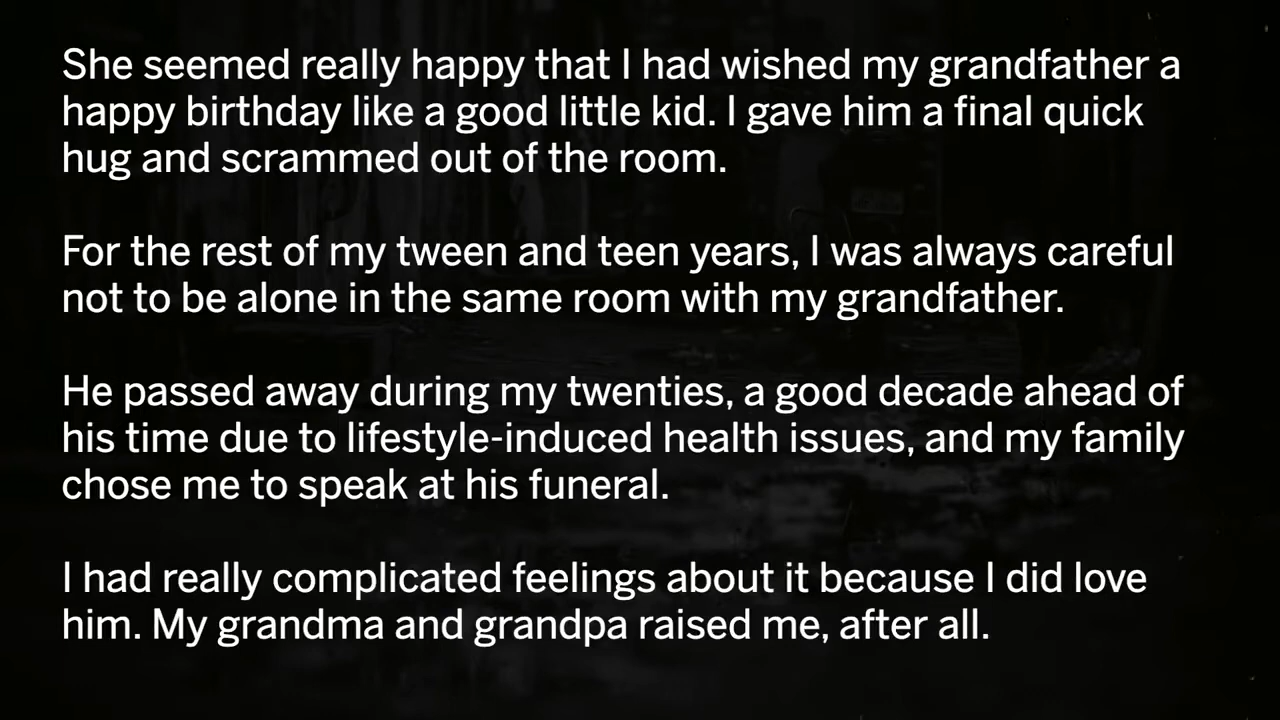 She seemed really happy that I had wished my grandfather a
happy birthday like a good little kid. I gave him a final quick
hug and scrammed out of the room.
For the rest of my tween and teen years, I was always careful
not to be alone in the same room with my grandfather.
He passed away during my twenties, a good decade ahead of
his time due to lifestyle-induced health issues, and my family
chose me to speak at his funeral.
I had really complicated feelings about it because I did love
him. My grandma and grandpa raised me, after all.